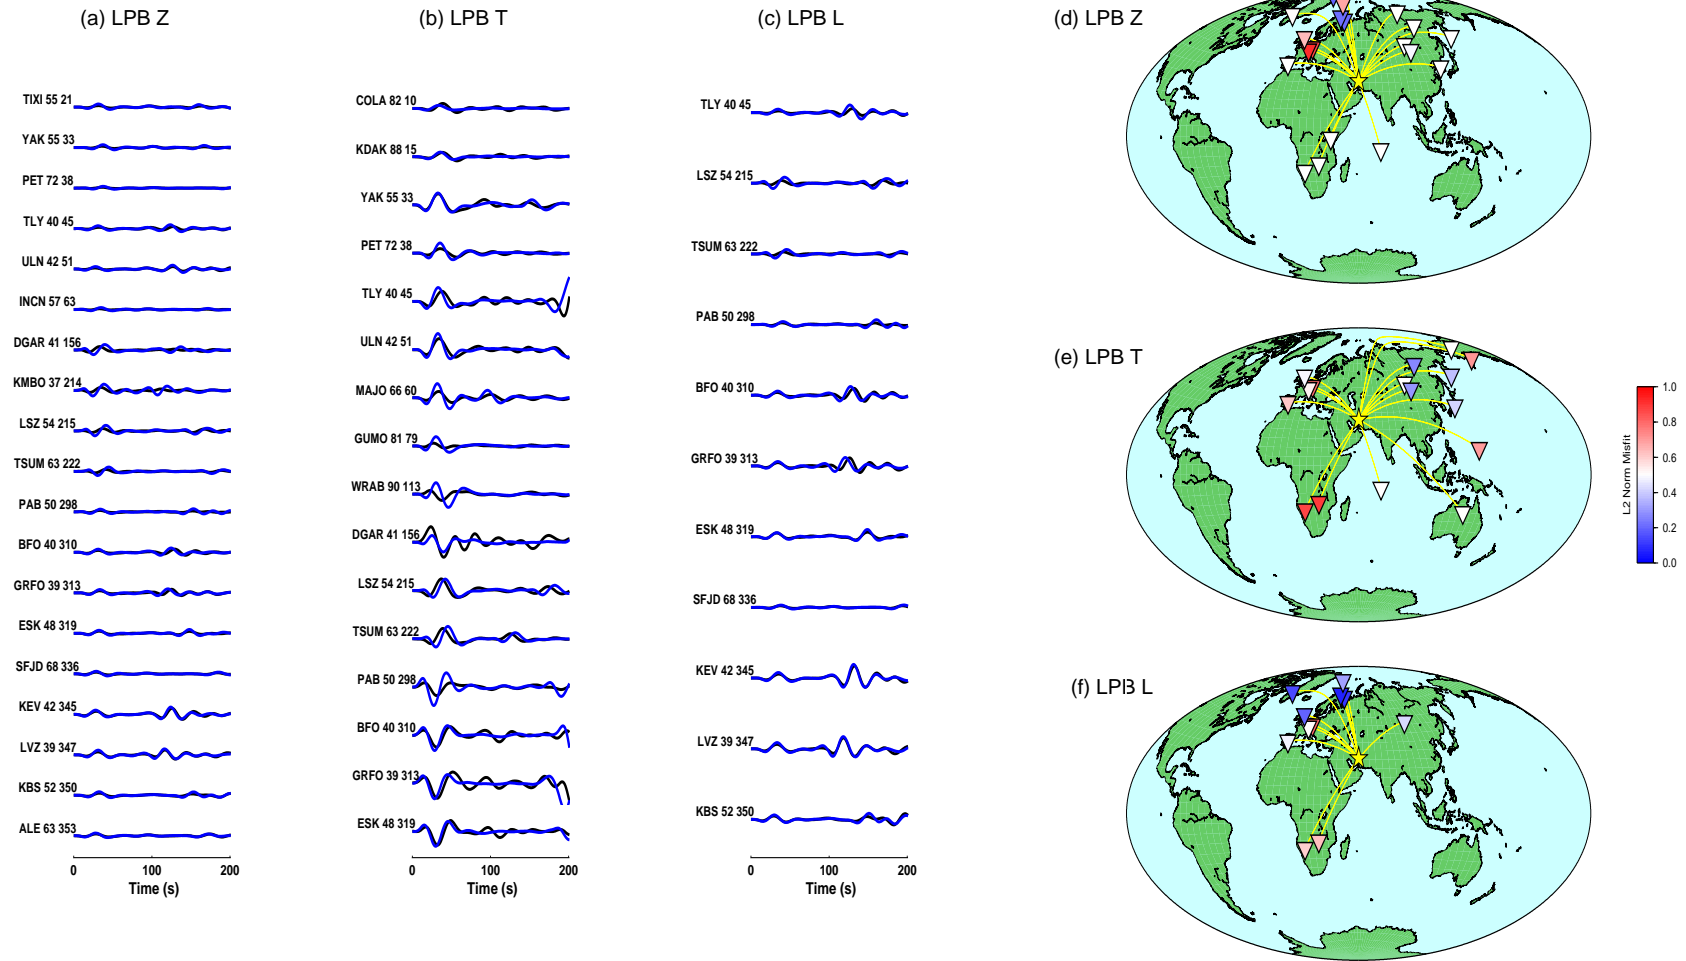 (a) LPB Z
TIXI 55 21
YAK 55 33
PET 72 38
TLY 40 45
ULN 42 51
INCN 57 63
DGAR 41 156
KMBO 37 214
LSZ 54 215
TSUM 63 222
PAB 50 298
BFO 40 310
GRFO 39 313
ESK 48 319
SFJD 68 336
KEV 42 345
LVZ 39 347
KBS 52 350
ALE 63 353
0 100 200
Time (s)
(b) LPB T
COLA 82 10
KDAK 88 15
YAK 55 33
PET 72 38
TLY 40 45
ULN 42 51
MAJO 66 60
GUMO 81 79
WRAB 90 113
DGAR 41 156
LSZ 54 215
TSUM 63 222
PAB 50 298
BFO 40 310
GRFO 39 313
ESK 48 319
0 100 200
Time (s)
(c) LPB L
TLY 40 45
LSZ 54 215
TSUM 63 222
PAB 50 298
BFO 40 310
GRFO 39 313
ESK 48 319
SFJD 68 336
KEV 42 345
LVZ 39 347
KBS 52 350
0 100 200
Time (s)
(d) LPB Z
(e) LPB T
(f) LPB L
L2 Norm Misfit
1.0
0.8
0.6
0.4
0.2
0.0